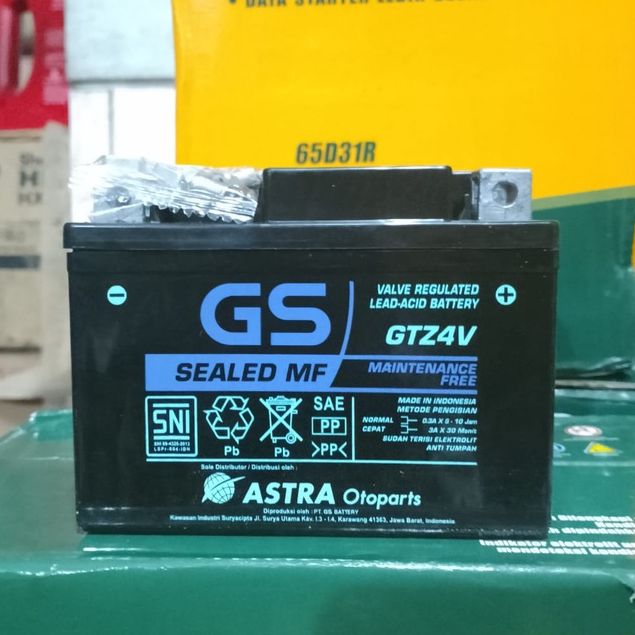 65D31R
GS
VALVE REGULATED
LEAD-ACID BATTERY
GTZ4V
SEALED MF
MAINTENANCE
FREE
SNI
Pb
Pb
SAE
PP
>PP<
MADE IN INDONESIA
METODE PENGISIAN
NORMAL : 0.3A X 5 - 10 Jam
CEPAT : 3A X 30 Menit
SUDAH TERISI ELEKTROLIT
ANTI TUMPAH
Sole Distributor / Distribusi oleh :
ASTRA Otoparts
Diproduksi oleh : PT. GS BATTERY
Kawasan Industri Suryacipta Jl. Surya Utama Kav. I.3 - I.4, Karawang 41363, Jawa Barat, Indonesia